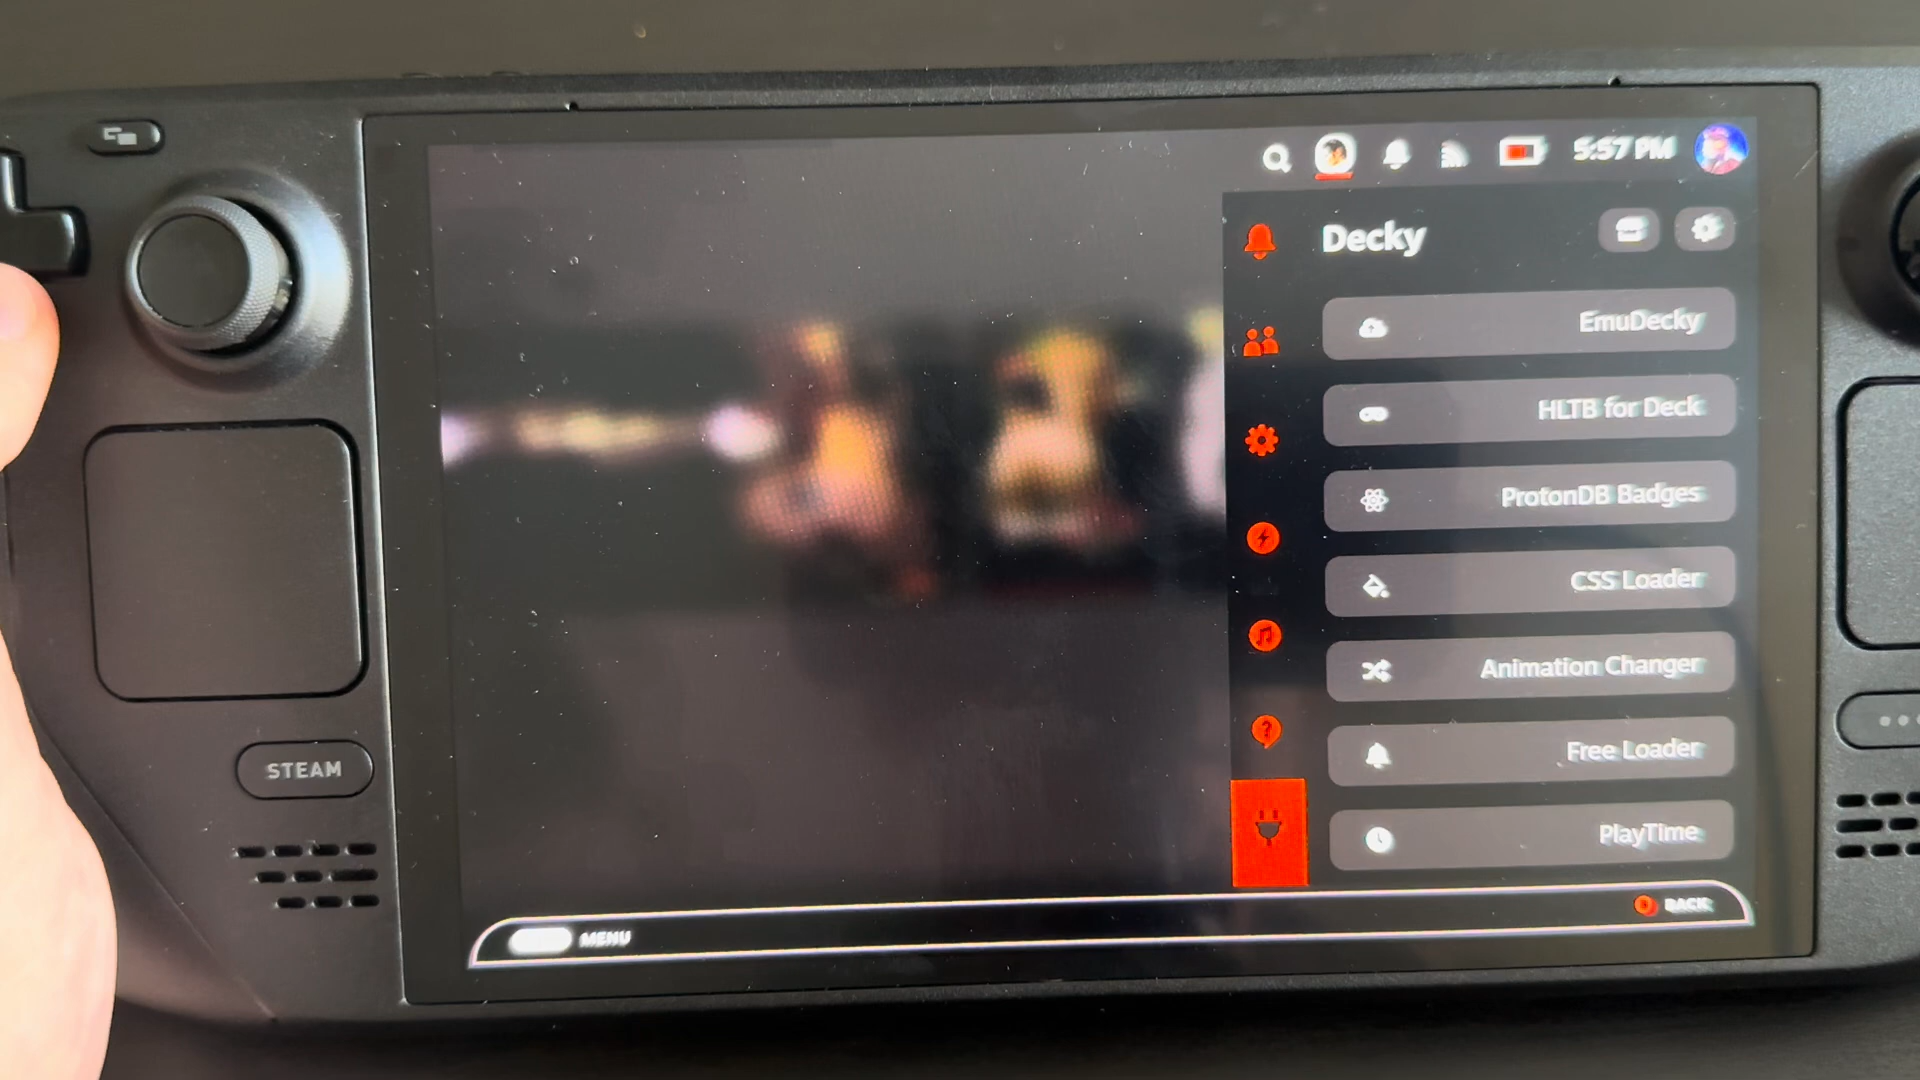 5:57 PM
Decky
EmuDecky
HLTB for Deck
ProtonDB Badges
CSS Loader
Animation Changer
Free Loader
PlayTime
STEAM
MENU
BACK